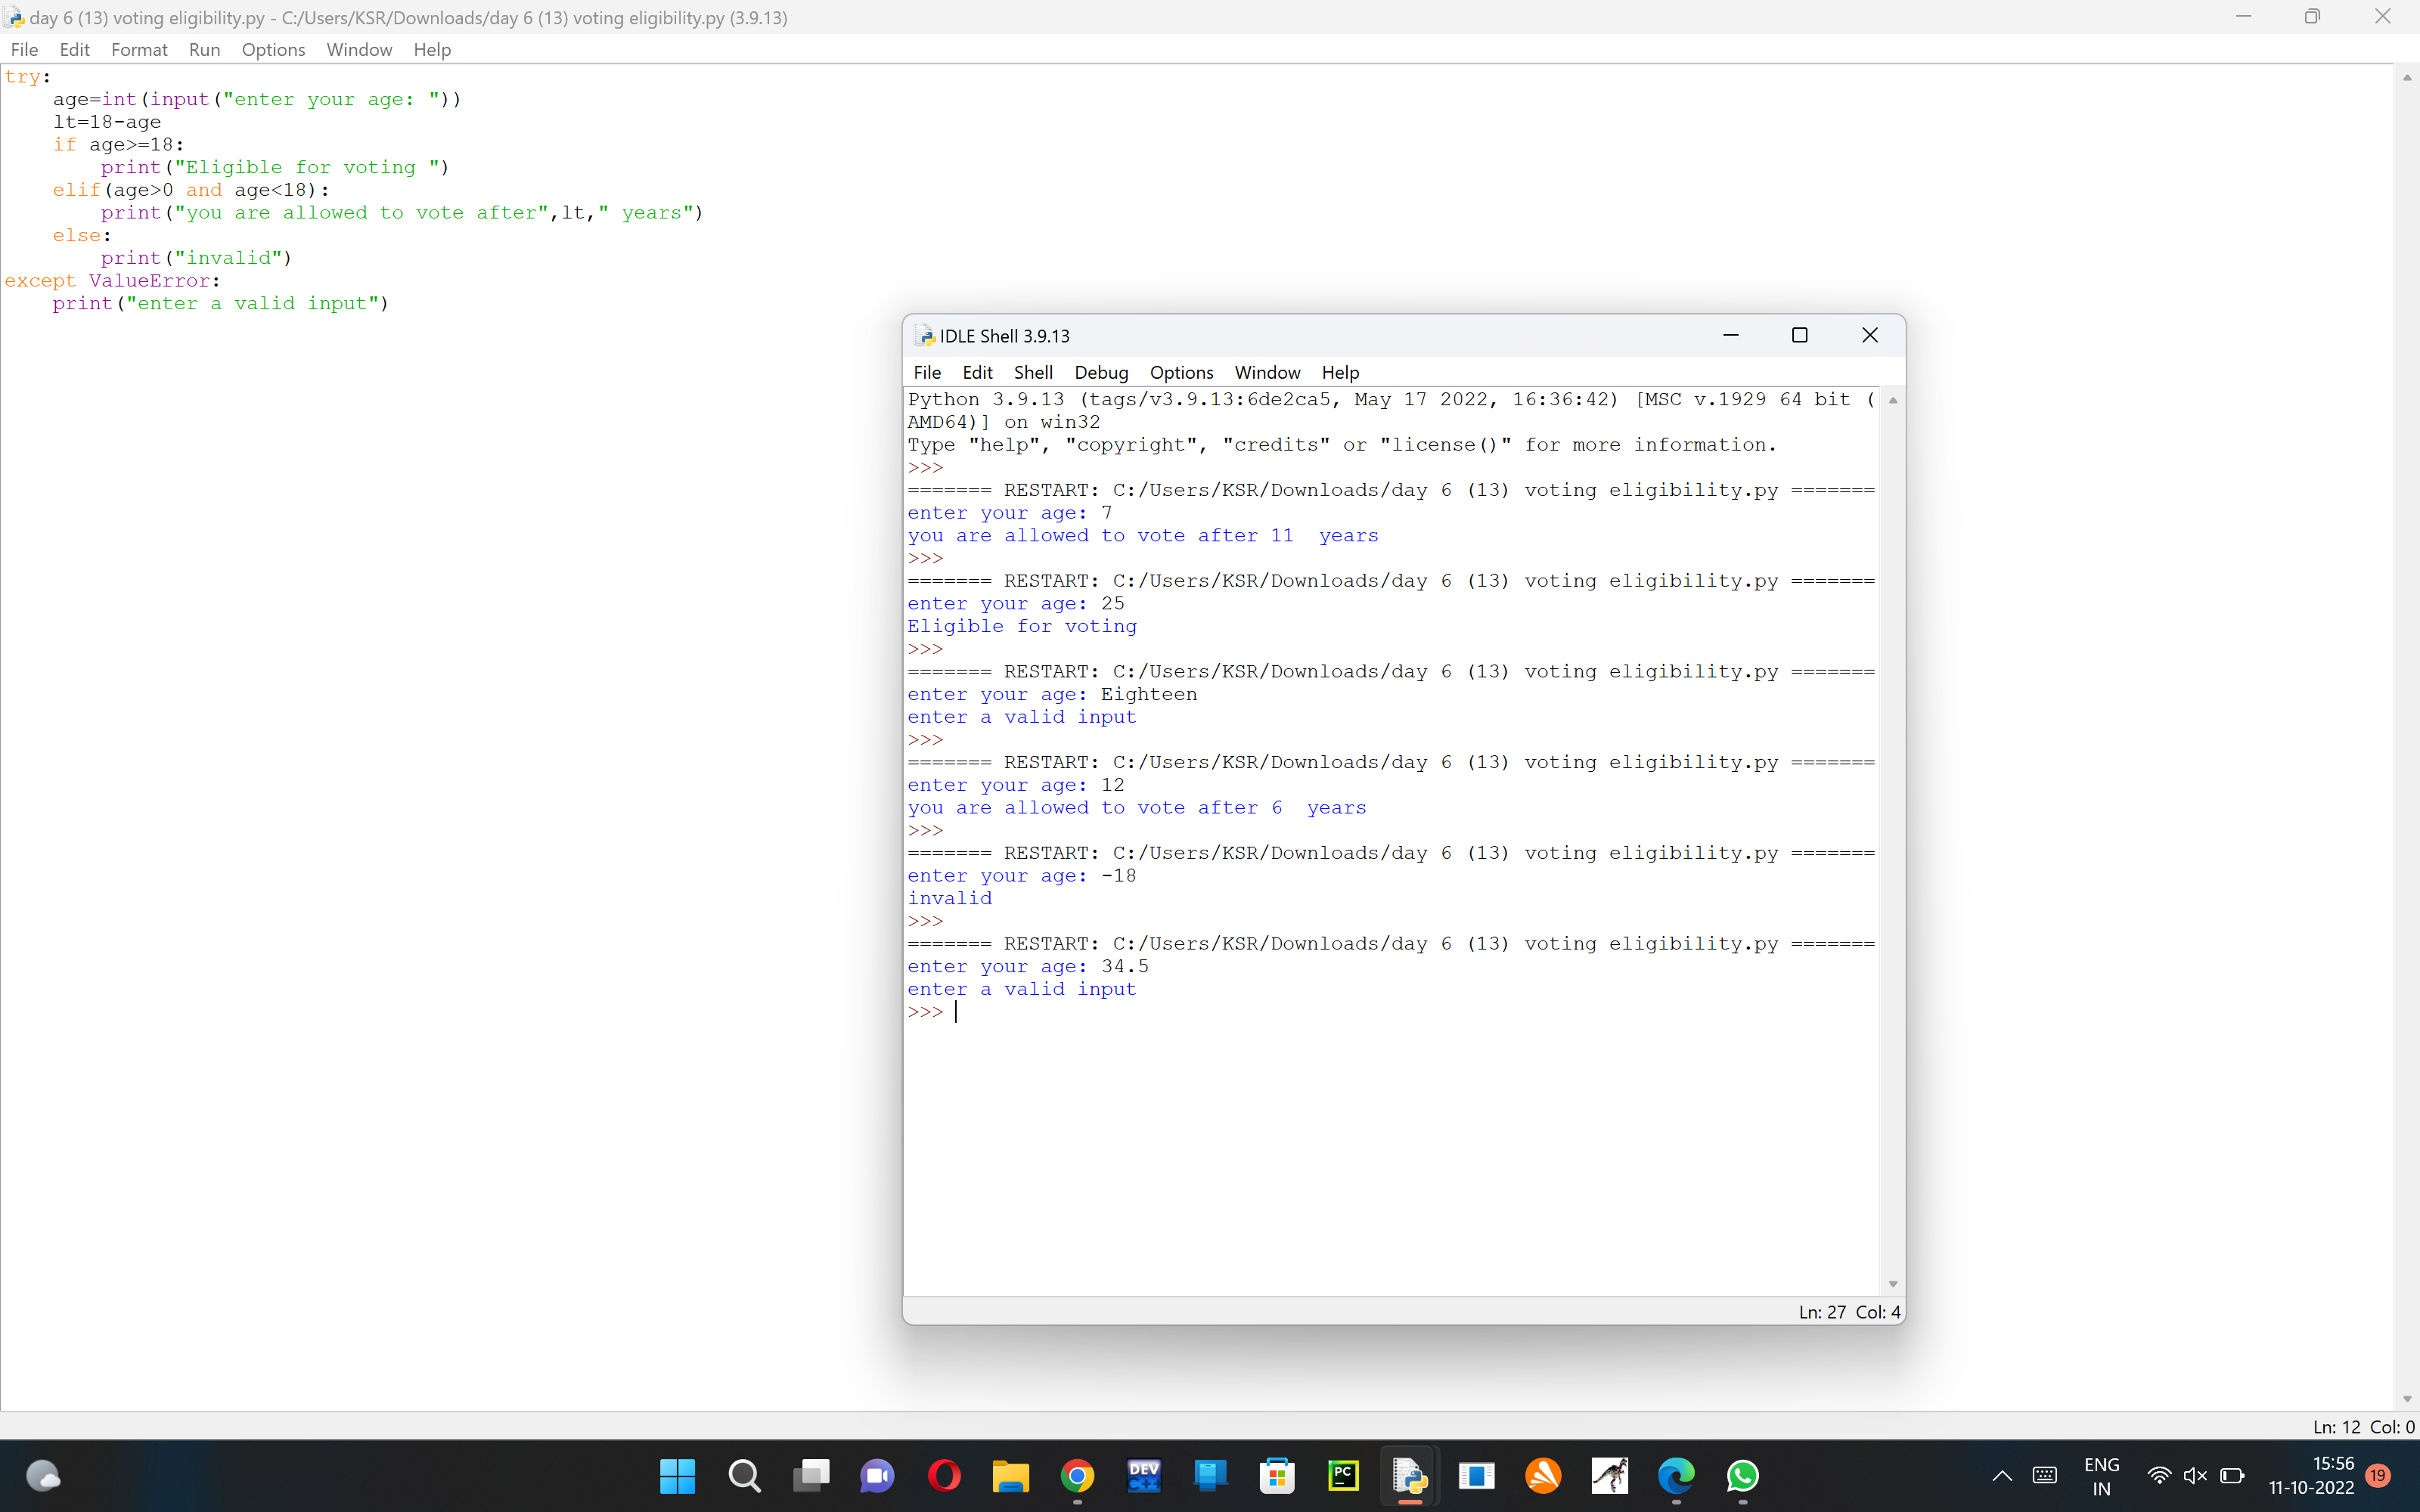 day 6 (13) voting eligibility.py - C:/Users/KSR/Downloads/day 6 (13) voting eligibility.py (3.9.13)
File Edit Format Run Options Window Help
try:
    age=int(input("enter your age: "))
    lt=18-age
    if age>=18:
        print("Eligible for voting ")
    elif(age>0 and age<18):
        print("you are allowed to vote after",lt," years")
    else:
        print("invalid")
except ValueError:
    print("enter a valid input")
IDLE Shell 3.9.13
File Edit Shell Debug Options Window Help
Python 3.9.13 (tags/v3.9.13:6de2ca5, May 17 2022, 16:36:42) [MSC v.1929 64 bit (
AMD64)] on win32
Type "help", "copyright", "credits" or "license()" for more information.
>>>
======= RESTART: C:/Users/KSR/Downloads/day 6 (13) voting eligibility.py =======
enter your age: 7
you are allowed to vote after 11  years
>>>
======= RESTART: C:/Users/KSR/Downloads/day 6 (13) voting eligibility.py =======
enter your age: 25
Eligible for voting
>>>
======= RESTART: C:/Users/KSR/Downloads/day 6 (13) voting eligibility.py =======
enter your age: Eighteen
enter a valid input
>>>
======= RESTART: C:/Users/KSR/Downloads/day 6 (13) voting eligibility.py =======
enter your age: 12
you are allowed to vote after 6  years
>>>
======= RESTART: C:/Users/KSR/Downloads/day 6 (13) voting eligibility.py =======
enter your age: -18
invalid
>>>
======= RESTART: C:/Users/KSR/Downloads/day 6 (13) voting eligibility.py =======
enter your age: 34.5
enter a valid input
>>>
Ln: 27 Col: 4
Ln: 12 Col: 0
DEV
C++
PC
ENG
IN
15:56
11-10-2022
19